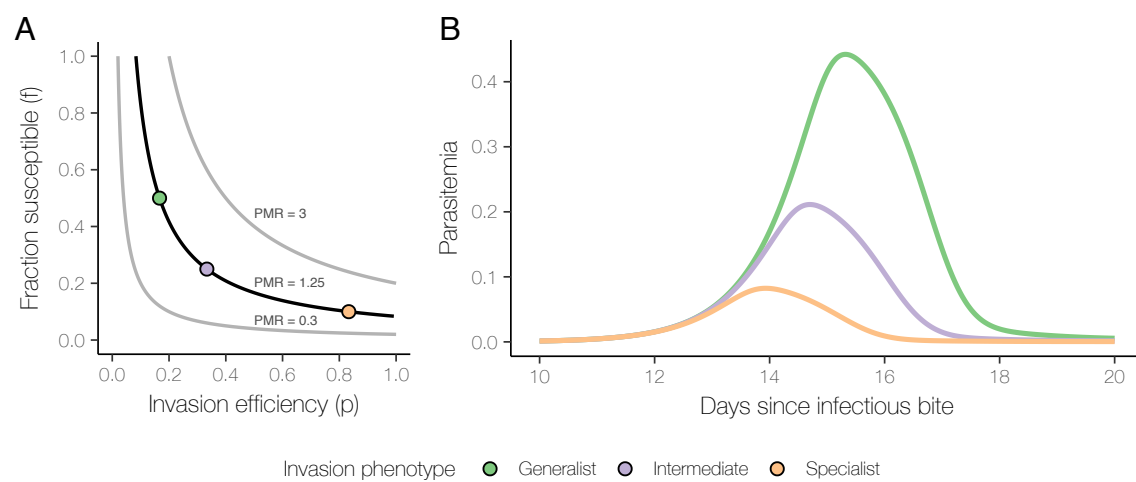 A
Fraction susceptible (f)
1.0
0.8
0.6
0.4
0.2
0.0
PMR = 3
PMR = 1.25
PMR = 0.3
0.0 0.2 0.4 0.6 0.8 1.0
Invasion efficiency (p)
B
Parasitemia
0.4
0.3
0.2
0.1
0.0
10 12 14 16 18 20
Days since infectious bite
Invasion phenotype Generalist Intermediate Specialist